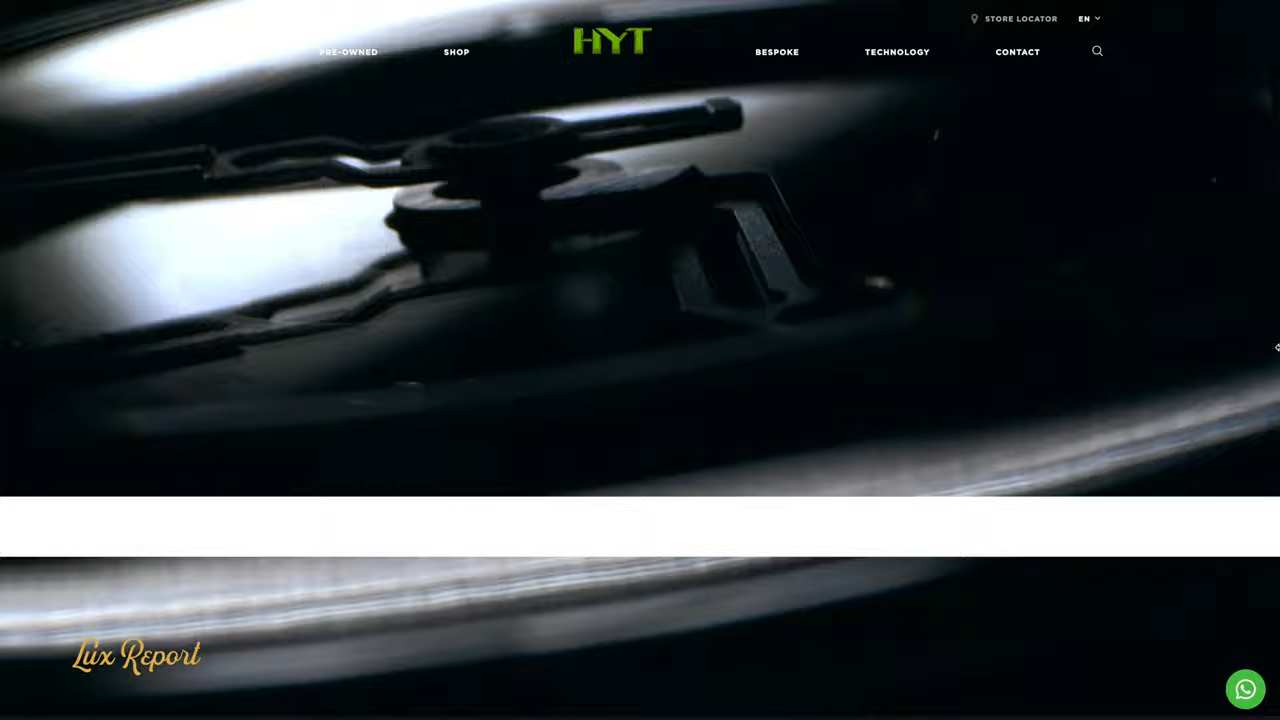 STORE LOCATOR
EN
PRE-OWNED
SHOP
HYT
BESPOKE
TECHNOLOGY
CONTACT
Lux Report